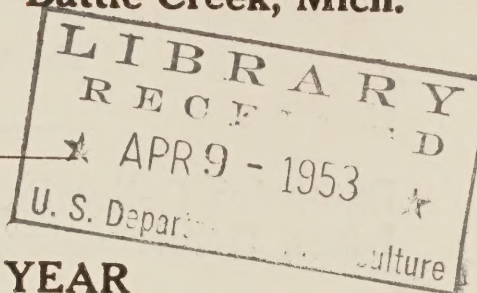 Battle Creek, Mich.
LIBRARY
APR 9 - 1953
U. S.
YEAR